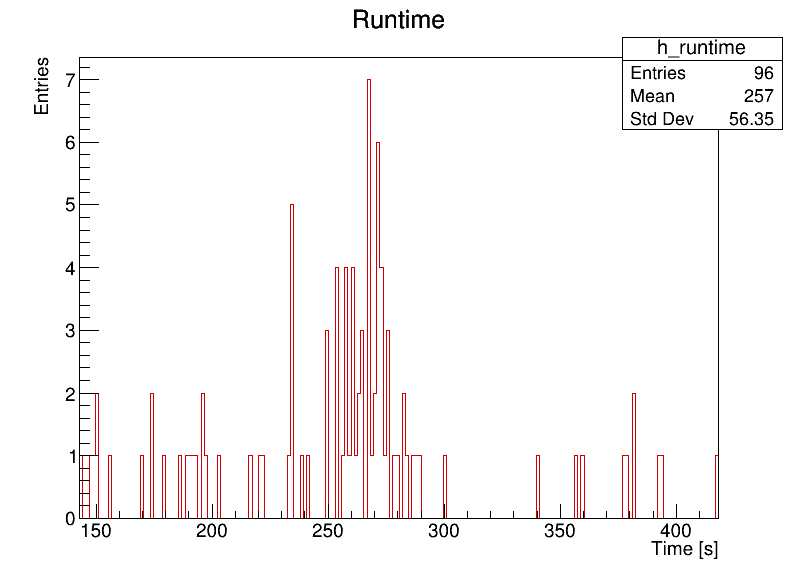 Runtime
h_runtime
Entries 96
Mean 257
Std Dev 56.35
Entries
7
6
5
4
3
2
1
0
150 200 250 300 350 400
Time [s]